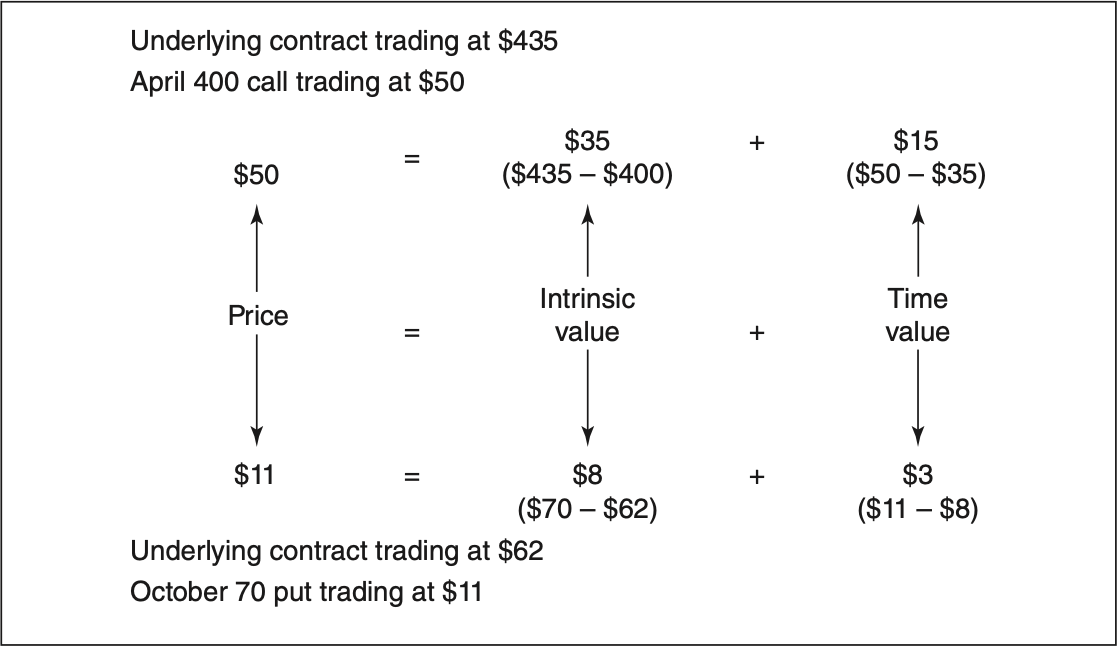 Underlying contract trading at $435
April 400 call trading at $50
$50 = $35 + $15
($435 – $400) ($50 – $35)
Price = Intrinsic value + Time value
$11 = $8 + $3
($70 – $62) ($11 – $8)
Underlying contract trading at $62
October 70 put trading at $11